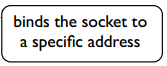 binds the socket to
a specific address